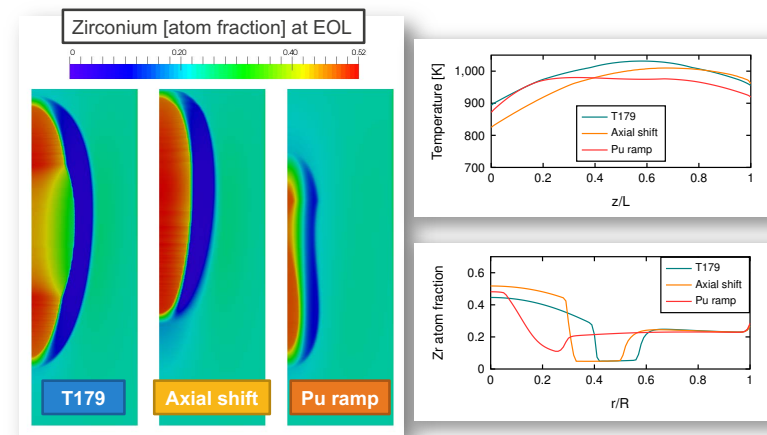 Zirconium [atom fraction] at EOL
0 0.20 0.40 0.52
T179 Axial shift Pu ramp
Temperature [K]
1,000
900
800
700
T179
Axial shift
Pu ramp
0 0.2 0.4 0.6 0.8 1
z/L
Zr atom fraction
0.6
0.4
0.2
0
T179
Axial shift
Pu ramp
0 0.2 0.4 0.6 0.8 1
r/R